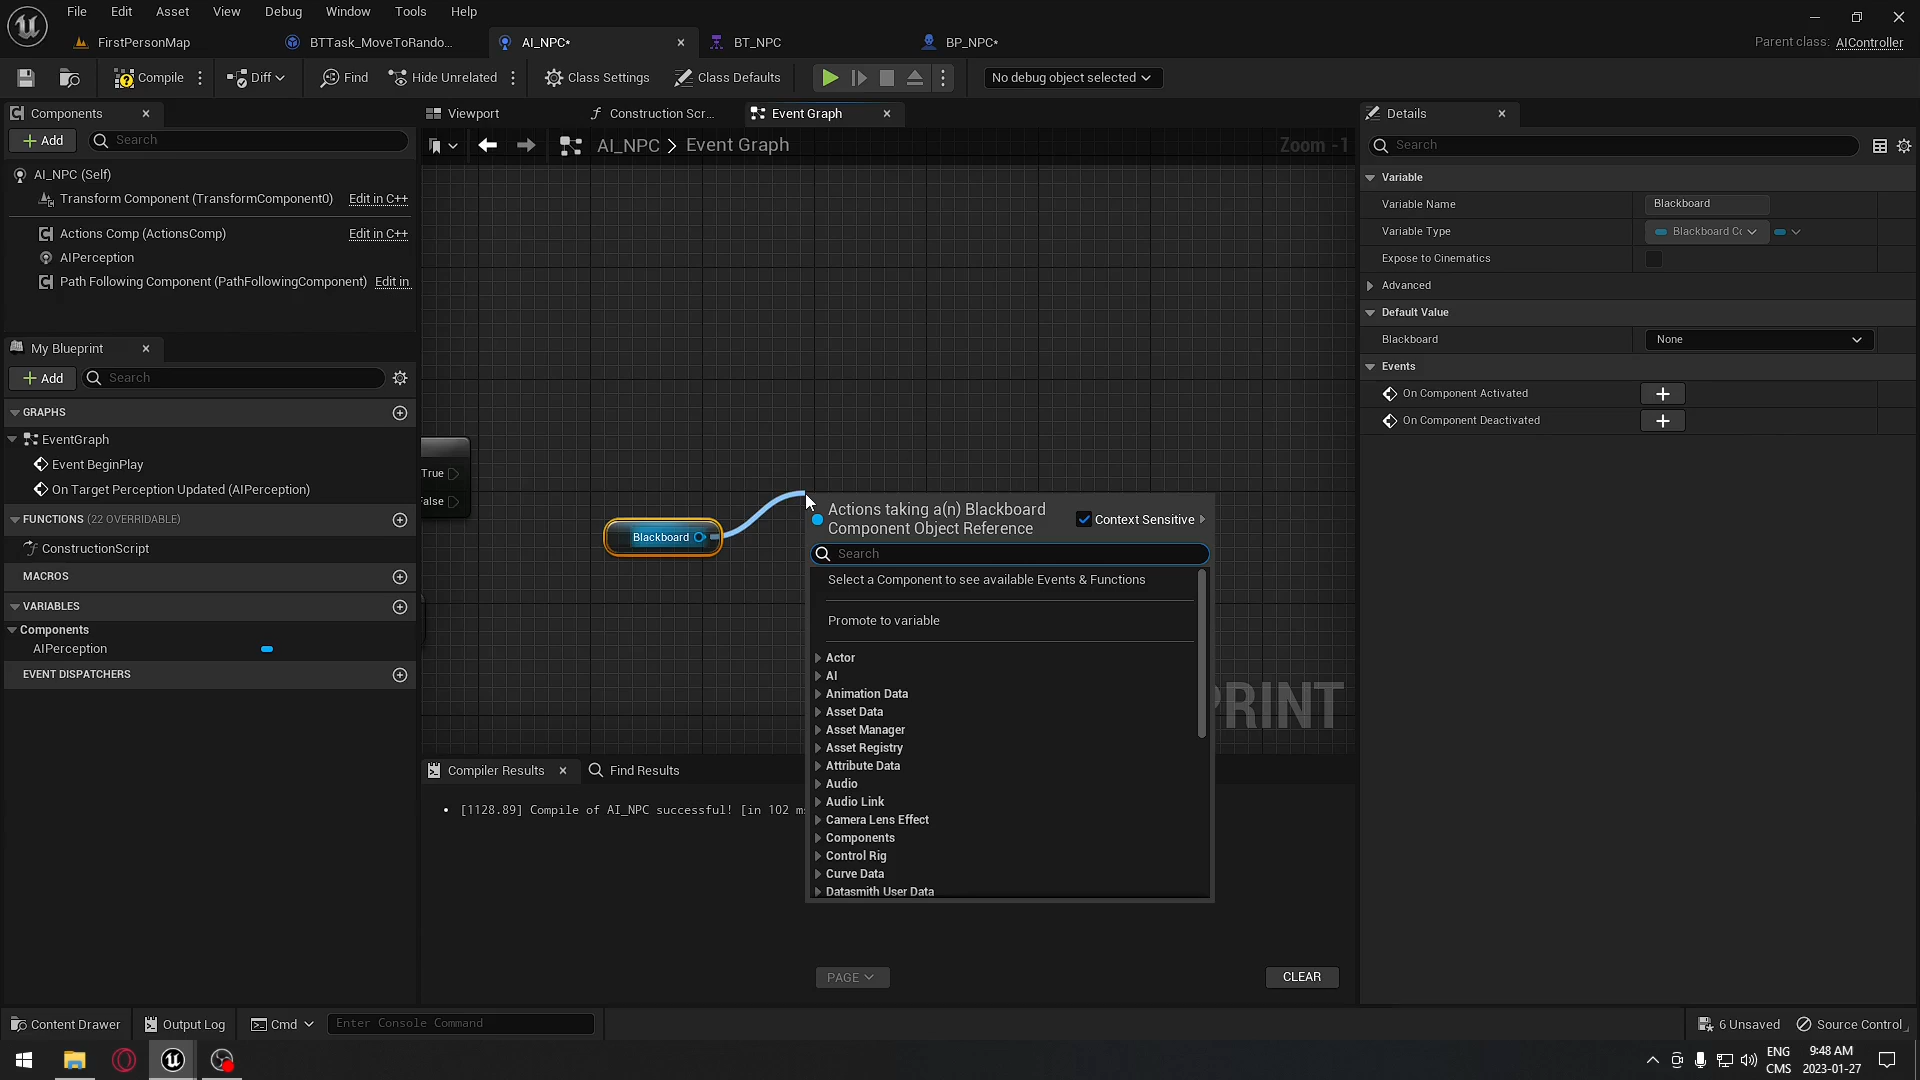 File Edit Asset View Debug Window Tools Help
FirstPersonMap
BTTask_MoveToRando...
AI_NPC*
BT_NPC
BP_NPC*
Parent class: AIController
Compile
Diff
Find
Hide Unrelated
Class Settings
Class Defaults
No debug object selected
Components
Add
Search
AI_NPC (Self)
Transform Component (TransformComponent0) Edit in C++
Actions Comp (ActionsComp) Edit in C++
AIPerception
Path Following Component (PathFollowingComponent) Edit in
My Blueprint
Add
Search
GRAPHS
EventGraph
Event BeginPlay
On Target Perception Updated (AIPerception)
FUNCTIONS (22 OVERRIDABLE)
ConstructionScript
MACROS
VARIABLES
Components
AIPerception
EVENT DISPATCHERS
Viewport
Construction Scr...
Event Graph
AI_NPC > Event Graph
Zoom -1
True
False
Blackboard
PRINT
Actions taking a(n) Blackboard
Component Object Reference
Context Sensitive
Search
Select a Component to see available Events & Functions
Promote to variable
Actor
AI
Animation Data
Asset Data
Asset Manager
Asset Registry
Attribute Data
Audio
Audio Link
Camera Lens Effect
Components
Control Rig
Curve Data
Datasmith User Data
Compiler Results
Find Results
[1128.89] Compile of AI_NPC successful! [in 102 m
PAGE
CLEAR
Details
Search
Variable
Variable Name
Blackboard
Variable Type
Blackboard Cc
Expose to Cinematics
Advanced
Default Value
Blackboard
None
Events
On Component Activated
On Component Deactivated
Content Drawer
Output Log
Cmd
Enter Console Command
6 Unsaved
Source Control
ENG
CMS
9:48 AM
2023-01-27